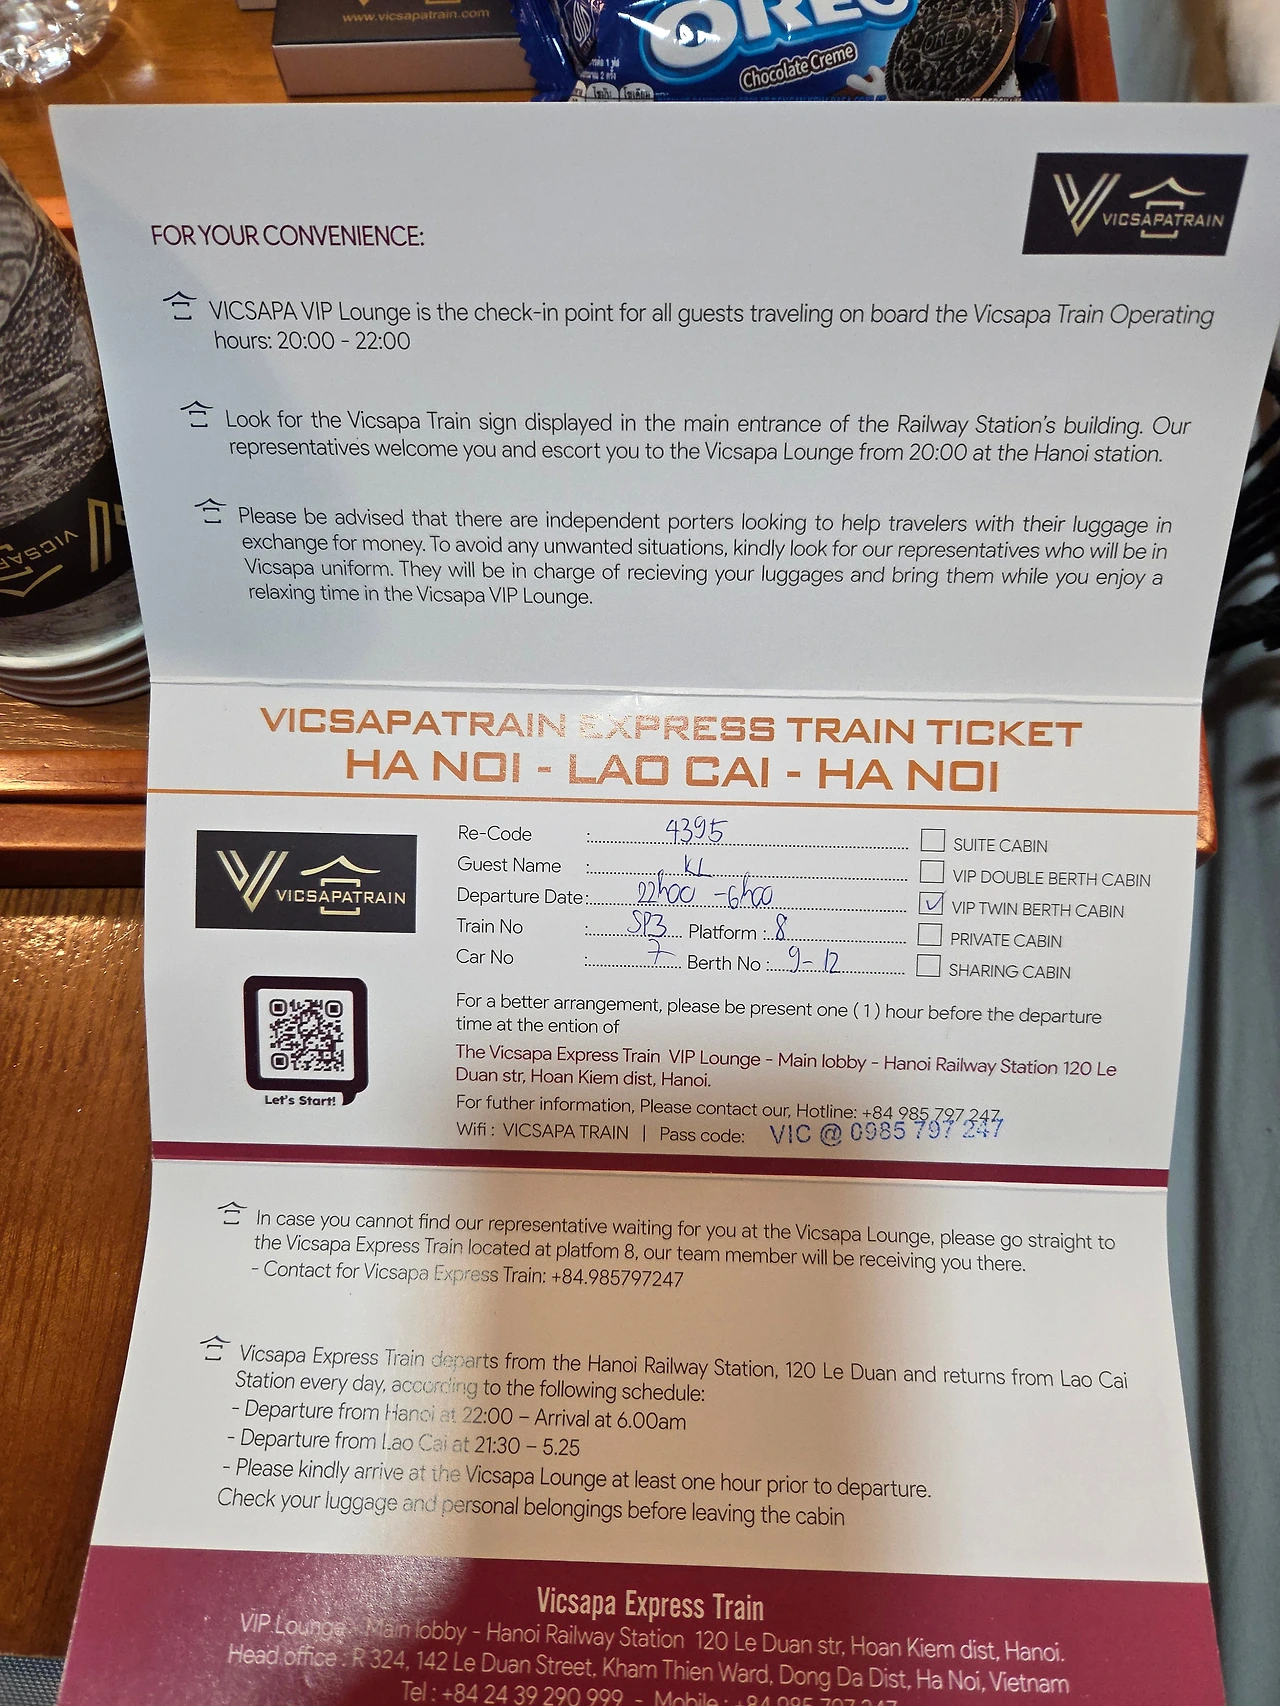 www.vicsapatrain.com
OREO
Chocolate Creme
VICSAPATRAIN
FOR YOUR CONVENIENCE:
VICSAPA VIP Lounge is the check-in point for all guests traveling on board the Vicsapa Train Operating
hours: 20:00 - 22:00
Look for the Vicsapa Train sign displayed in the main entrance of the Railway Station's building. Our
representatives welcome you and escort you to the Vicsapa Lounge from 20:00 at the Hanoi station.
Please be advised that there are independent porters looking to help travelers with their luggage in
exchange for money. To avoid any unwanted situations, kindly look for our representatives who will be in
Vicsapa uniform. They will be in charge of recieving your luggages and bring them while you enjoy a
relaxing time in the Vicsapa VIP Lounge.
VICSAPATRAIN EXPRESS TRAIN TICKET
HA NOI - LAO CAI - HA NOI
VICSAPATRAIN
Re-Code : 4395
Guest Name : KL
Departure Date: 22h00 - 6h00
Train No : SP3 Platform : 8
Car No : 7 Berth No : 9 - 12
SUITE CABIN
VIP DOUBLE BERTH CABIN
VIP TWIN BERTH CABIN
PRIVATE CABIN
SHARING CABIN
Let's Start!
For a better arrangement, please be present one ( 1 ) hour before the departure
time at the ention of
The Vicsapa Express Train VIP Lounge - Main lobby - Hanoi Railway Station 120 Le
Duan str, Hoan Kiem dist, Hanoi.
For futher information, Please contact our, Hotline: +84 985 797 247
Wifi : VICSAPA TRAIN | Pass code: VIC @ 0985 797 247
In case you cannot find our representative waiting for you at the Vicsapa Lounge, please go straight to
the Vicsapa Express Train located at platfom 8, our team member will be receiving you there.
- Contact for Vicsapa Express Train: +84.985797247
Vicsapa Express Train departs from the Hanoi Railway Station, 120 Le Duan and returns from Lao Cai
Station every day, according to the following schedule:
- Departure from Hanoi at 22:00 – Arrival at 6.00am
- Departure from Lao Cai at 21:30 – 5.25
- Please kindly arrive at the Vicsapa Lounge at least one hour prior to departure.
Check your luggage and personal belongings before leaving the cabin
Vicsapa Express Train
VIP Lounge - Main lobby - Hanoi Railway Station 120 Le Duan str, Hoan Kiem dist, Hanoi.
Head office : R 324, 142 Le Duan Street, Kham Thien Ward, Dong Da Dist, Ha Noi, Vietnam
Tel : +84 24 39 290 999 - Mobile : +84 985 797 247